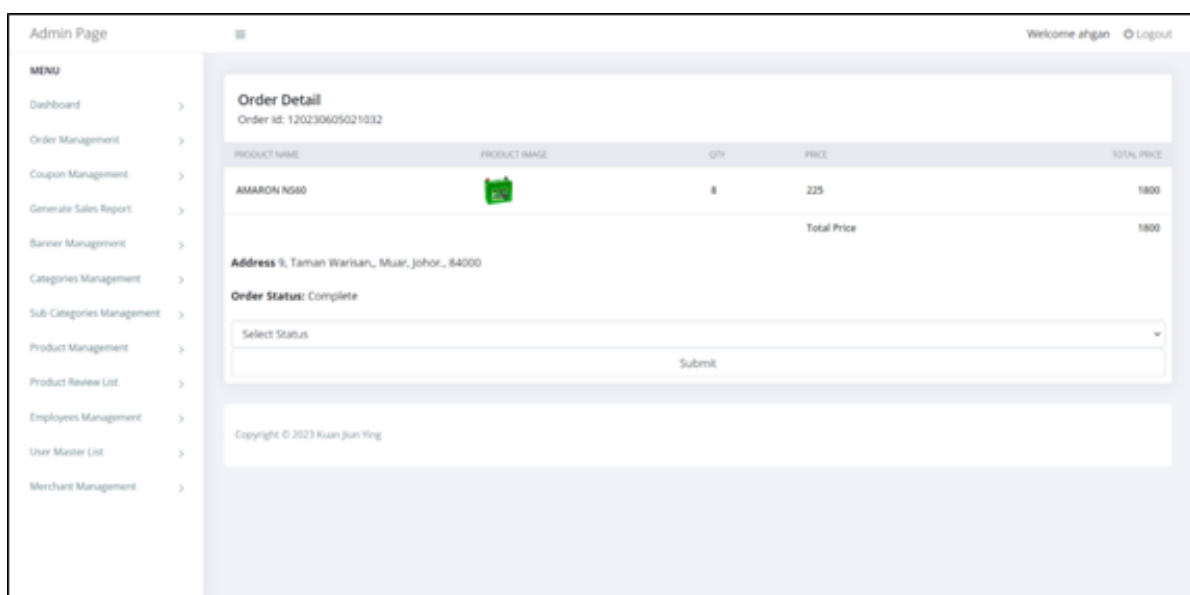 Admin Page
Welcome ahgan Logout
MENU
Dashboard
Order Management
Coupon Management
Generate Sales Report
Banner Management
Categories Management
Sub Categories Management
Product Management
Product Review List
Employees Management
User Master List
Merchant Management
Order Detail
Order Id: 120230605021032
PRODUCT NAME PRODUCT IMAGE QTY PRICE TOTAL PRICE
AMARON NS60 8 225 1800
Total Price 1800
Address 9, Taman Warisan,, Muar, Johor., 84000
Order Status: Complete
Select Status
Submit
Copyright © 2023 Kuan Jiun Ying